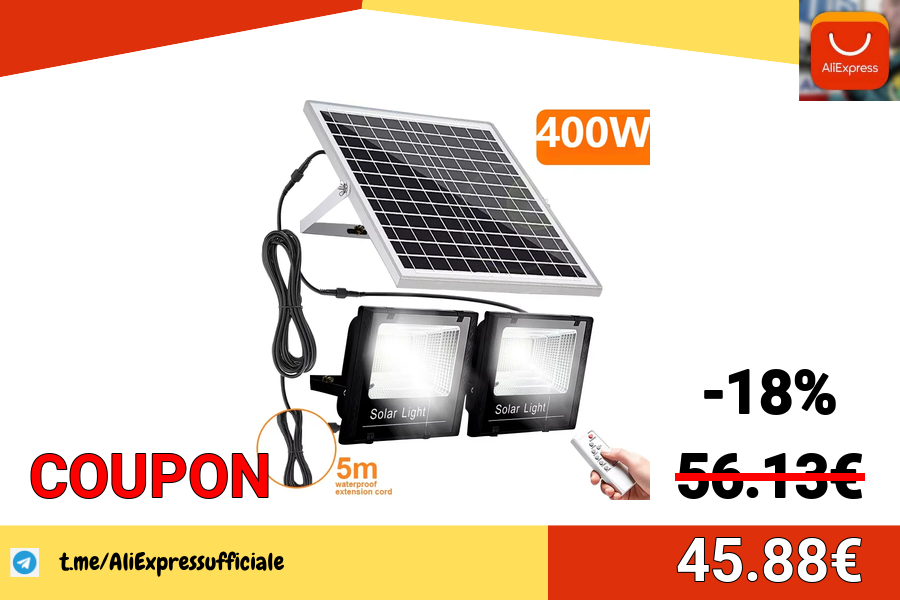 AliExpress
400W
Solar Light
Solar Light
5m
waterproof
extension cord
-18%
COUPON
56.13€
t.me/AliExpressufficiale
45.88€